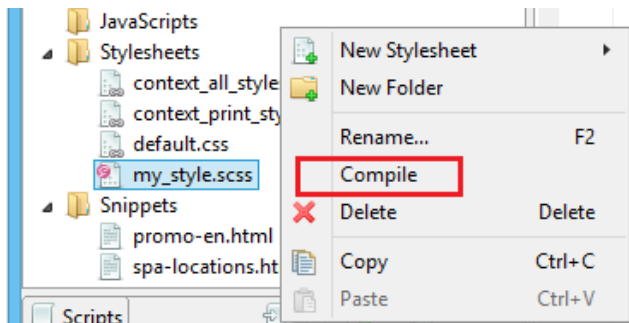 JavaScripts
Stylesheets
context_all_style
context_print_sty
default.css
my_style.scss
Snippets
promo-en.html
spa-locations.ht
Scripts
New Stylesheet
New Folder
Rename... F2
Compile
Delete Delete
Copy Ctrl+C
Paste Ctrl+V